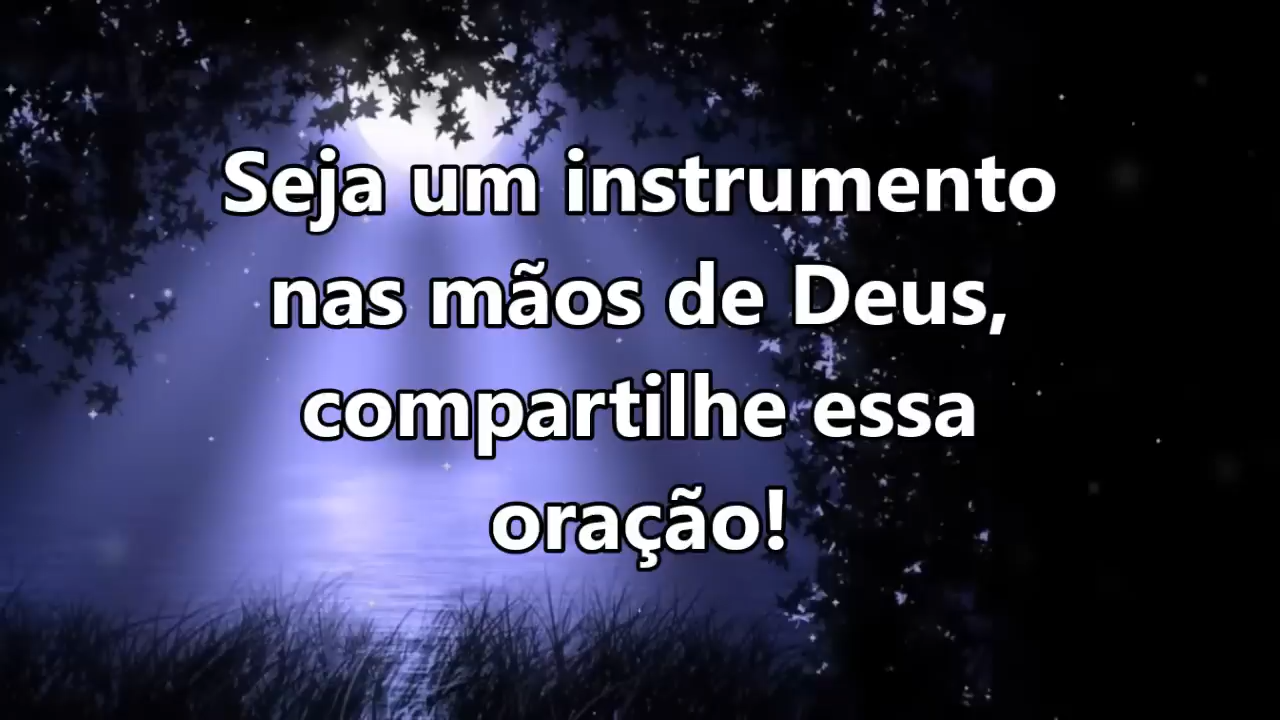 Seja um instrumento
nas mãos de Deus,
compartilhe essa
oração!